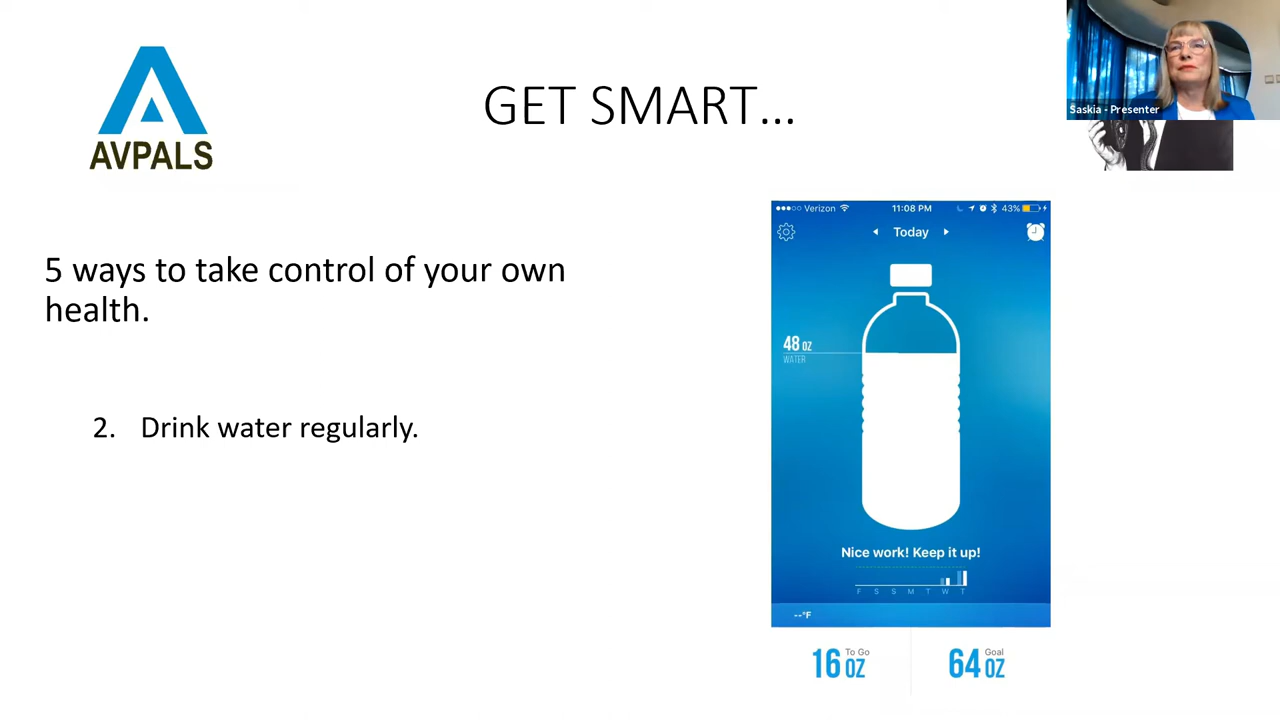 AVPALS
GET SMART...
Saskia - Presenter
5 ways to take control of your own
health.
2. Drink water regularly.
Verizon 11:08 PM 43%
Today
48 OZ
WATER
Nice work! Keep it up!
F S S M T W T
--°F
16 To Go OZ
64 Goal OZ